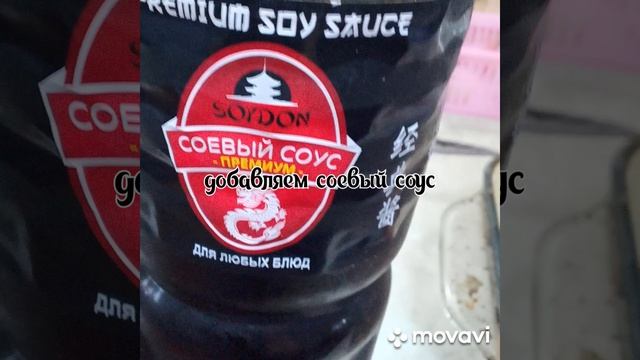 PREMIUM SOY SAUCE
SOYDON
СОЕВЫЙ СОУС
ПРЕМИУМ
добавляем соевый соус
ДЛЯ ЛЮБЫХ БЛЮД
movavi